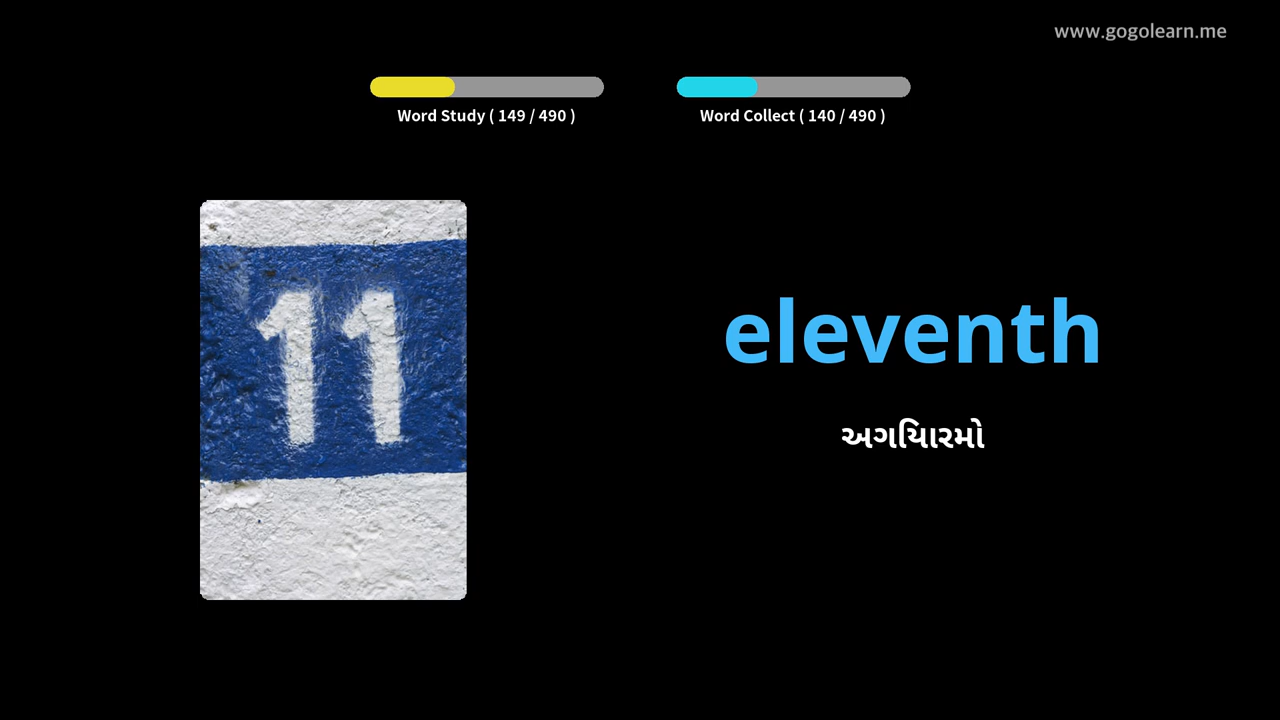 www.gogolearn.me
Word Study ( 149 / 490 )
Word Collect ( 140 / 490 )
11
eleventh
અગિયારમો